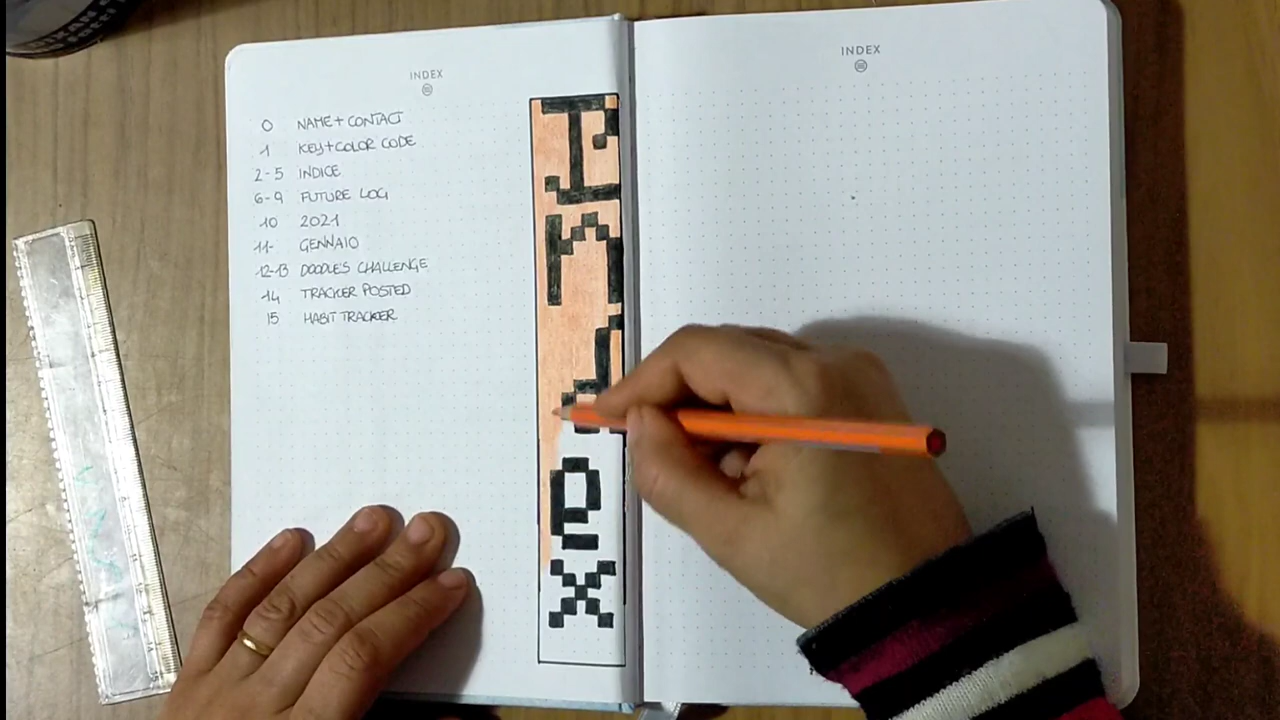 INDEX
0 NAME + CONTACT
1 KEY + COLOR CODE
2-5 INDICE
6-9 FUTURE LOG
10 2021
11- GENNAIO
12-13 DOODLES CHALLENGE
14 TRACKER POSTED
15 HABIT TRACKER
Index
INDEX